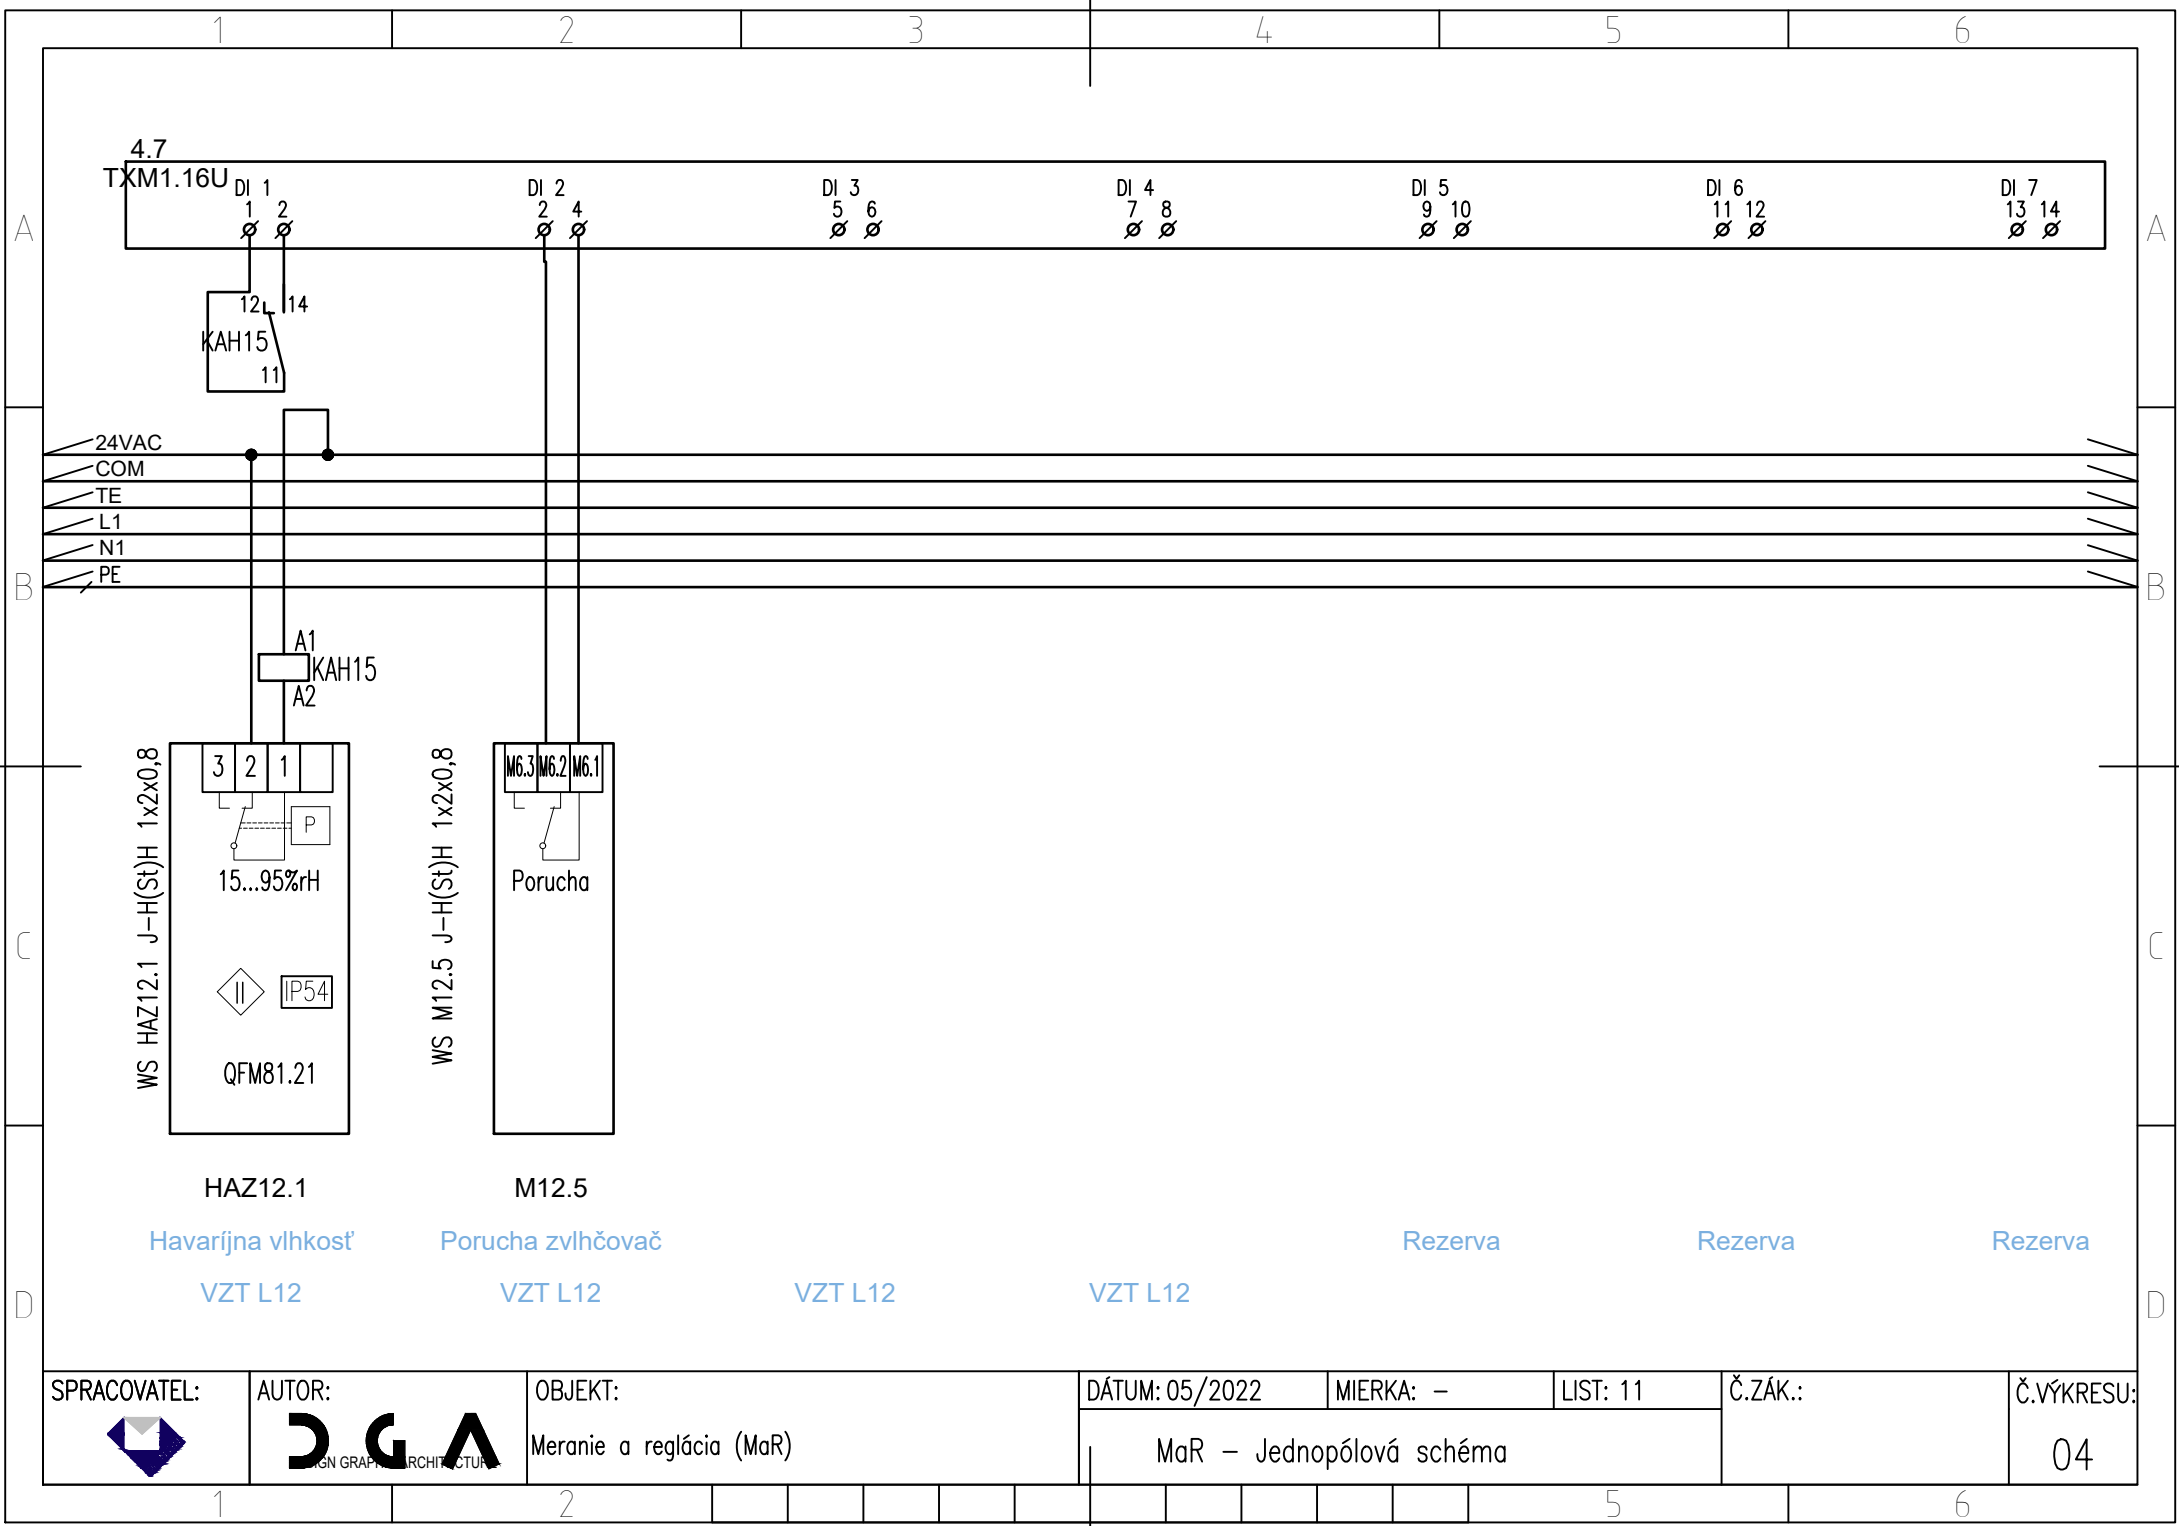 1 2 3 4 5 6
4.7
TXM1.16U
DI 1 DI 2 DI 3 DI 4 DI 5 DI 6 DI 7
1 2 2 4 5 6 7 8 9 10 11 12 13 14
A A
12 14
KAH15
11
24VAC
COM
TE
L1
N1
PE
B B
A1
KAH15
A2
WS HAZ12.1 J-H(St)H 1x2x0,8
3 2 1
P
15...95%rH
II IP54
QFM81.21
WS M12.5 J-H(St)H 1x2x0,8
M6.3 M6.2 M6.1
Porucha
C C
HAZ12.1 M12.5
Havaríjna vlhkosť Porucha zvlhčovač Rezerva Rezerva Rezerva
VZT L12 VZT L12 VZT L12 VZT L12
D D
SPRACOVATEL: AUTOR: OBJEKT: DÁTUM: 05/2022 MIERKA: – LIST: 11 Č.ZÁK.: Č.VÝKRESU:
DGA
Meranie a reglácia (MaR)
MaR – Jednopólová schéma
04
1 2 5 6